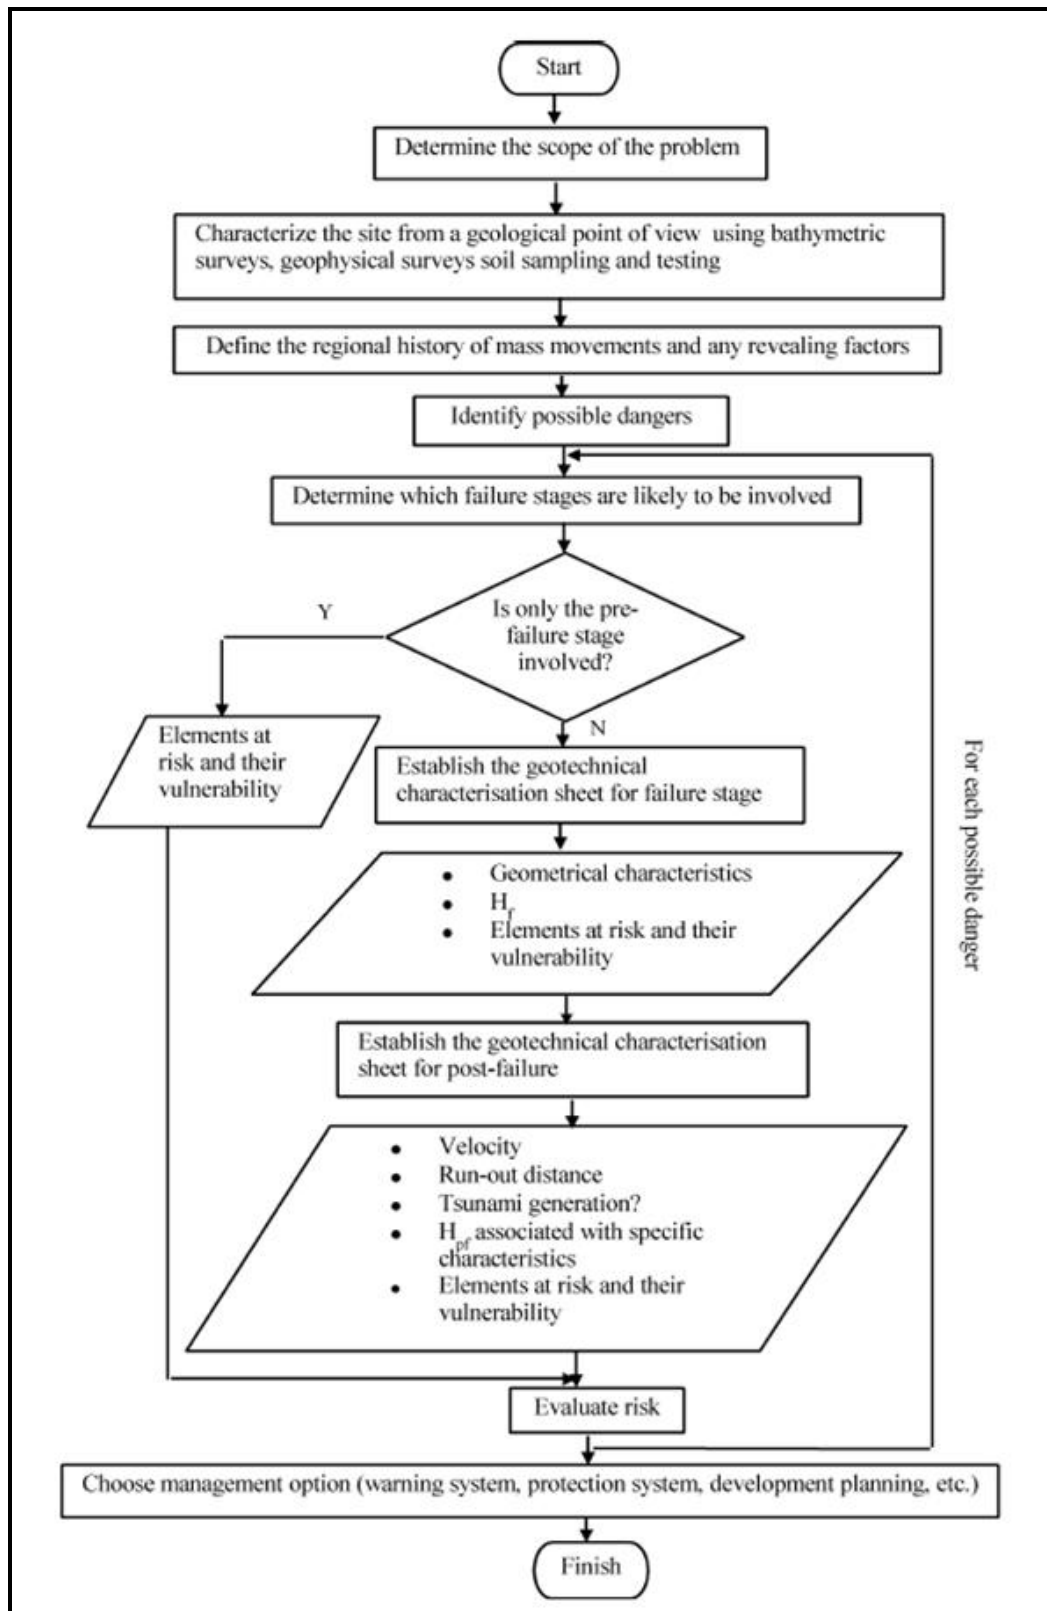 Start
Determine the scope of the problem
Characterize the site from a geological point of view using bathymetric
surveys, geophysical surveys soil sampling and testing
Define the regional history of mass movements and any revealing factors
Identify possible dangers
Determine which failure stages are likely to be involved
Is only the pre-
failure stage
involved?
Y
N
Elements at
risk and their
vulnerability
Establish the geotechnical
characterisation sheet for failure stage
• Geometrical characteristics
• Hf
• Elements at risk and their
vulnerability
For each possible danger
Establish the geotechnical characterisation
sheet for post-failure
• Velocity
• Run-out distance
• Tsunami generation?
• Hpf associated with specific
characteristics
• Elements at risk and their
vulnerability
Evaluate risk
Choose management option (warning system, protection system, development planning, etc.)
Finish